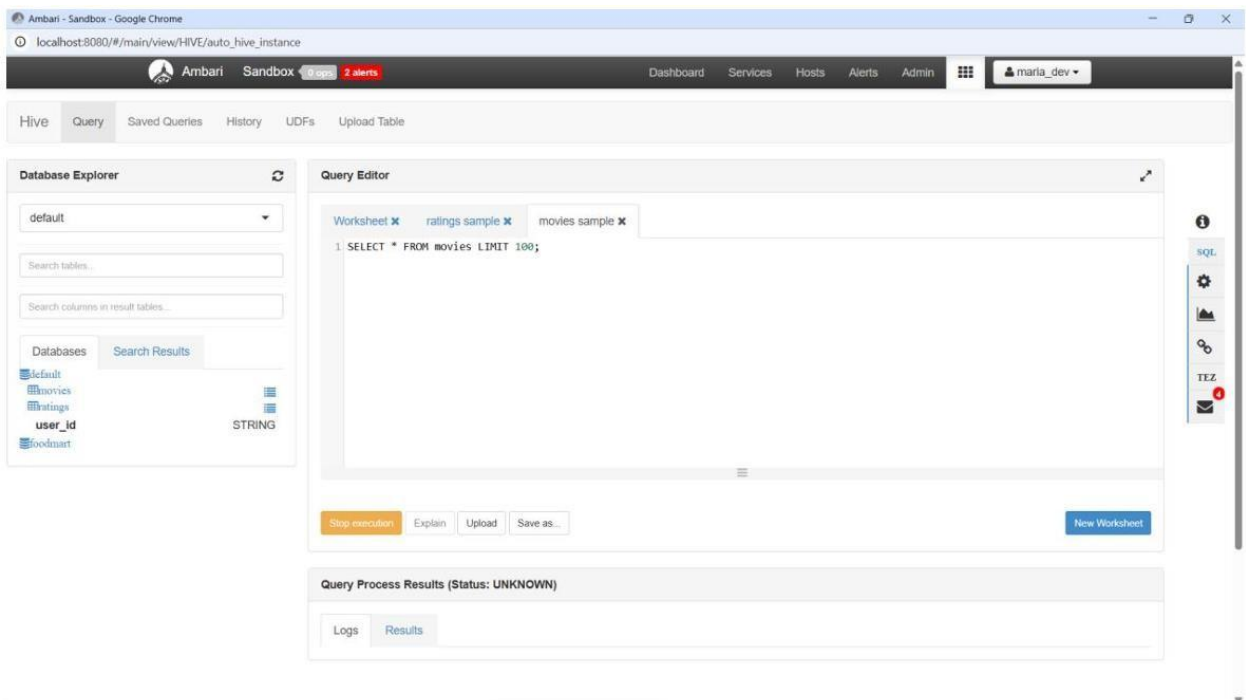 Ambari - Sandbox - Google Chrome
localhost:8080/#/main/view/HIVE/auto_hive_instance
Ambari Sandbox 0 ops 2 alerts Dashboard Services Hosts Alerts Admin maria_dev
Hive Query Saved Queries History UDFs Upload Table
Database Explorer
default
Search tables...
Search columns in result tables...
Databases Search Results
default
movies
ratings
user_id STRING
foodmart
Query Editor
Worksheet ratings sample movies sample
1 SELECT * FROM movies LIMIT 100;
Stop execution Explain Upload Save as... New Worksheet
Query Process Results (Status: UNKNOWN)
Logs Results
SQL
TEZ
4